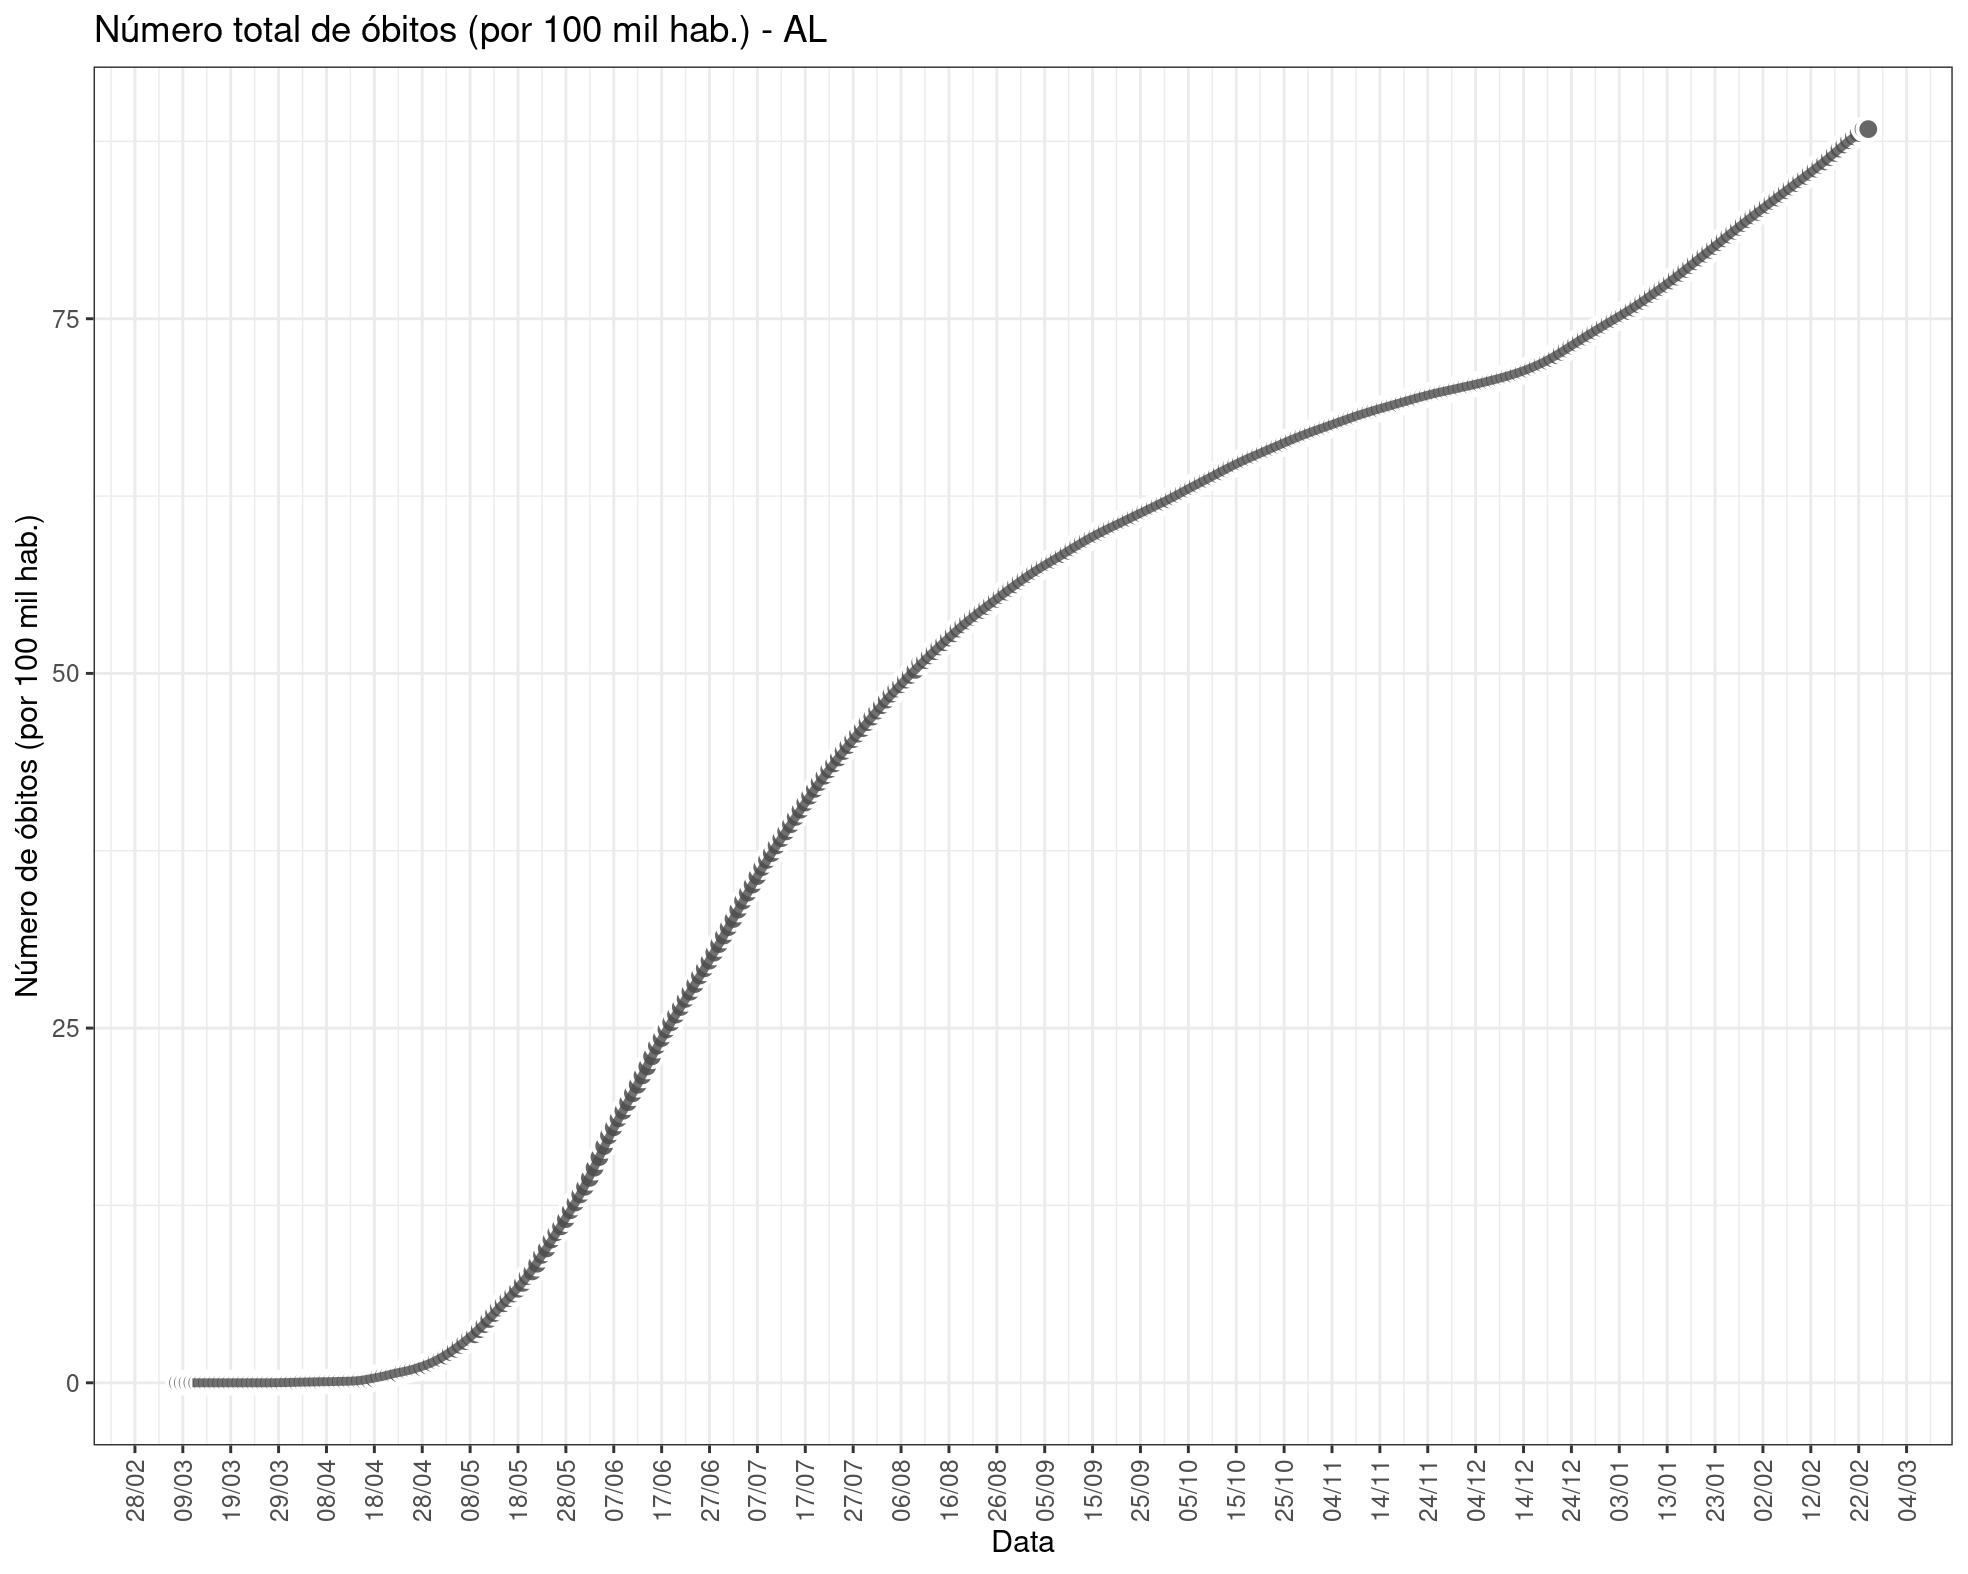 Número total de óbitos (por 100 mil hab.) - AL
Número de óbitos (por 100 mil hab.)
75
50
25
0
28/02 09/03 19/03 29/03 08/04 18/04 28/04 08/05 18/05 28/05 07/06 17/06 27/06 07/07 17/07 27/07 06/08 16/08 26/08 05/09 15/09 25/09 05/10 15/10 25/10 04/11 14/11 24/11 04/12 14/12 24/12 03/01 13/01 23/01 02/02 12/02 22/02 04/03
Data